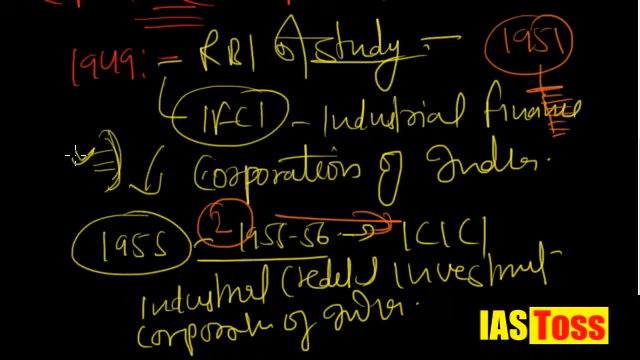 1949:- RBI study - 1951
IFCI - Industrial finance
Corporation of India.
1955 2 1955-56 → ICICI
Industrial Credit Investment
Corporate of India.
IASToss